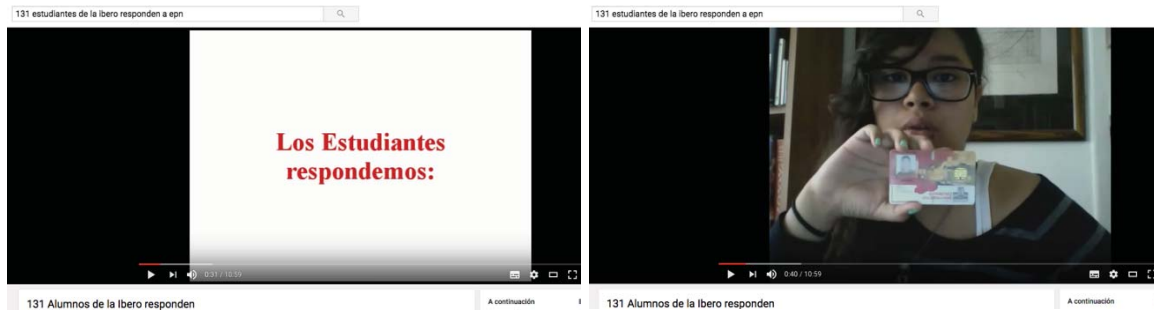 131 estudiantes de la ibero responden a epn
Los Estudiantes
respondemos:
0:31 / 10:59
131 Alumnos de la Ibero responden
A continuación
131 estudiantes de la ibero responden a epn
0:40 / 10:59
131 Alumnos de la Ibero responden
A continuación